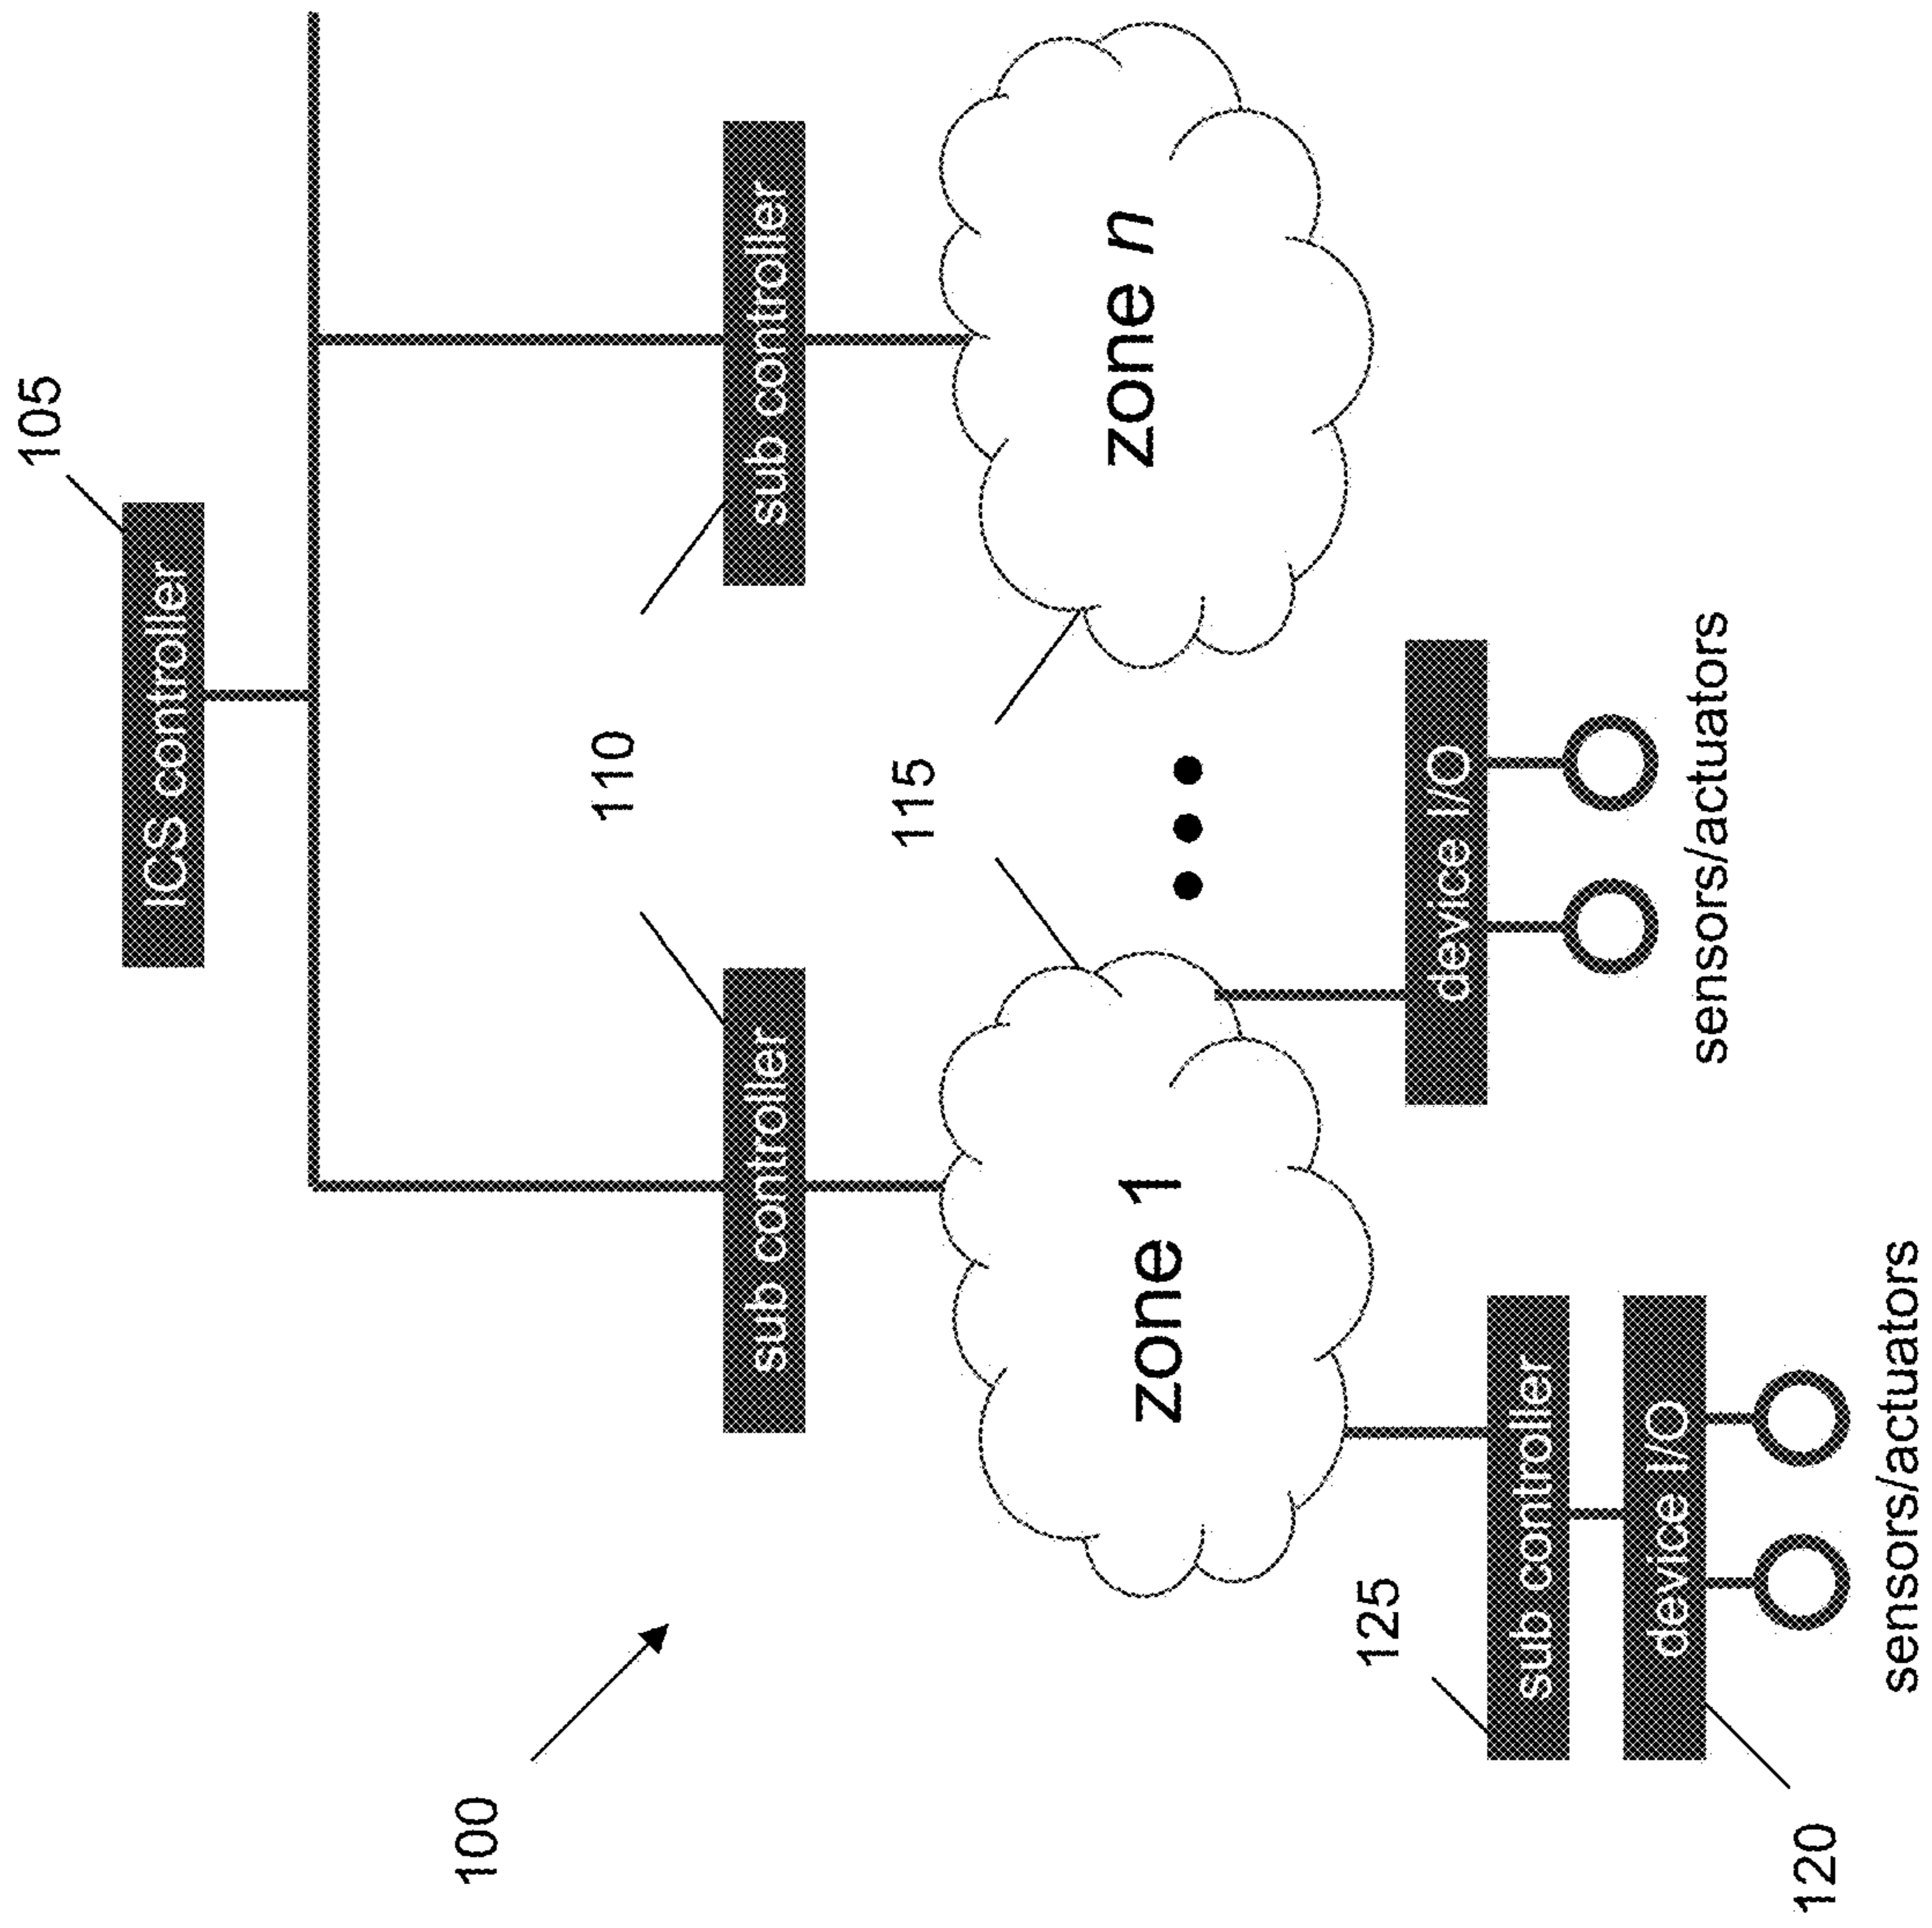 105
ICS controller
110
sub controller
sub controller
115
zone 1
zone n
device I/O
sensors/actuators
100
125
sub controller
device I/O
120
sensors/actuators